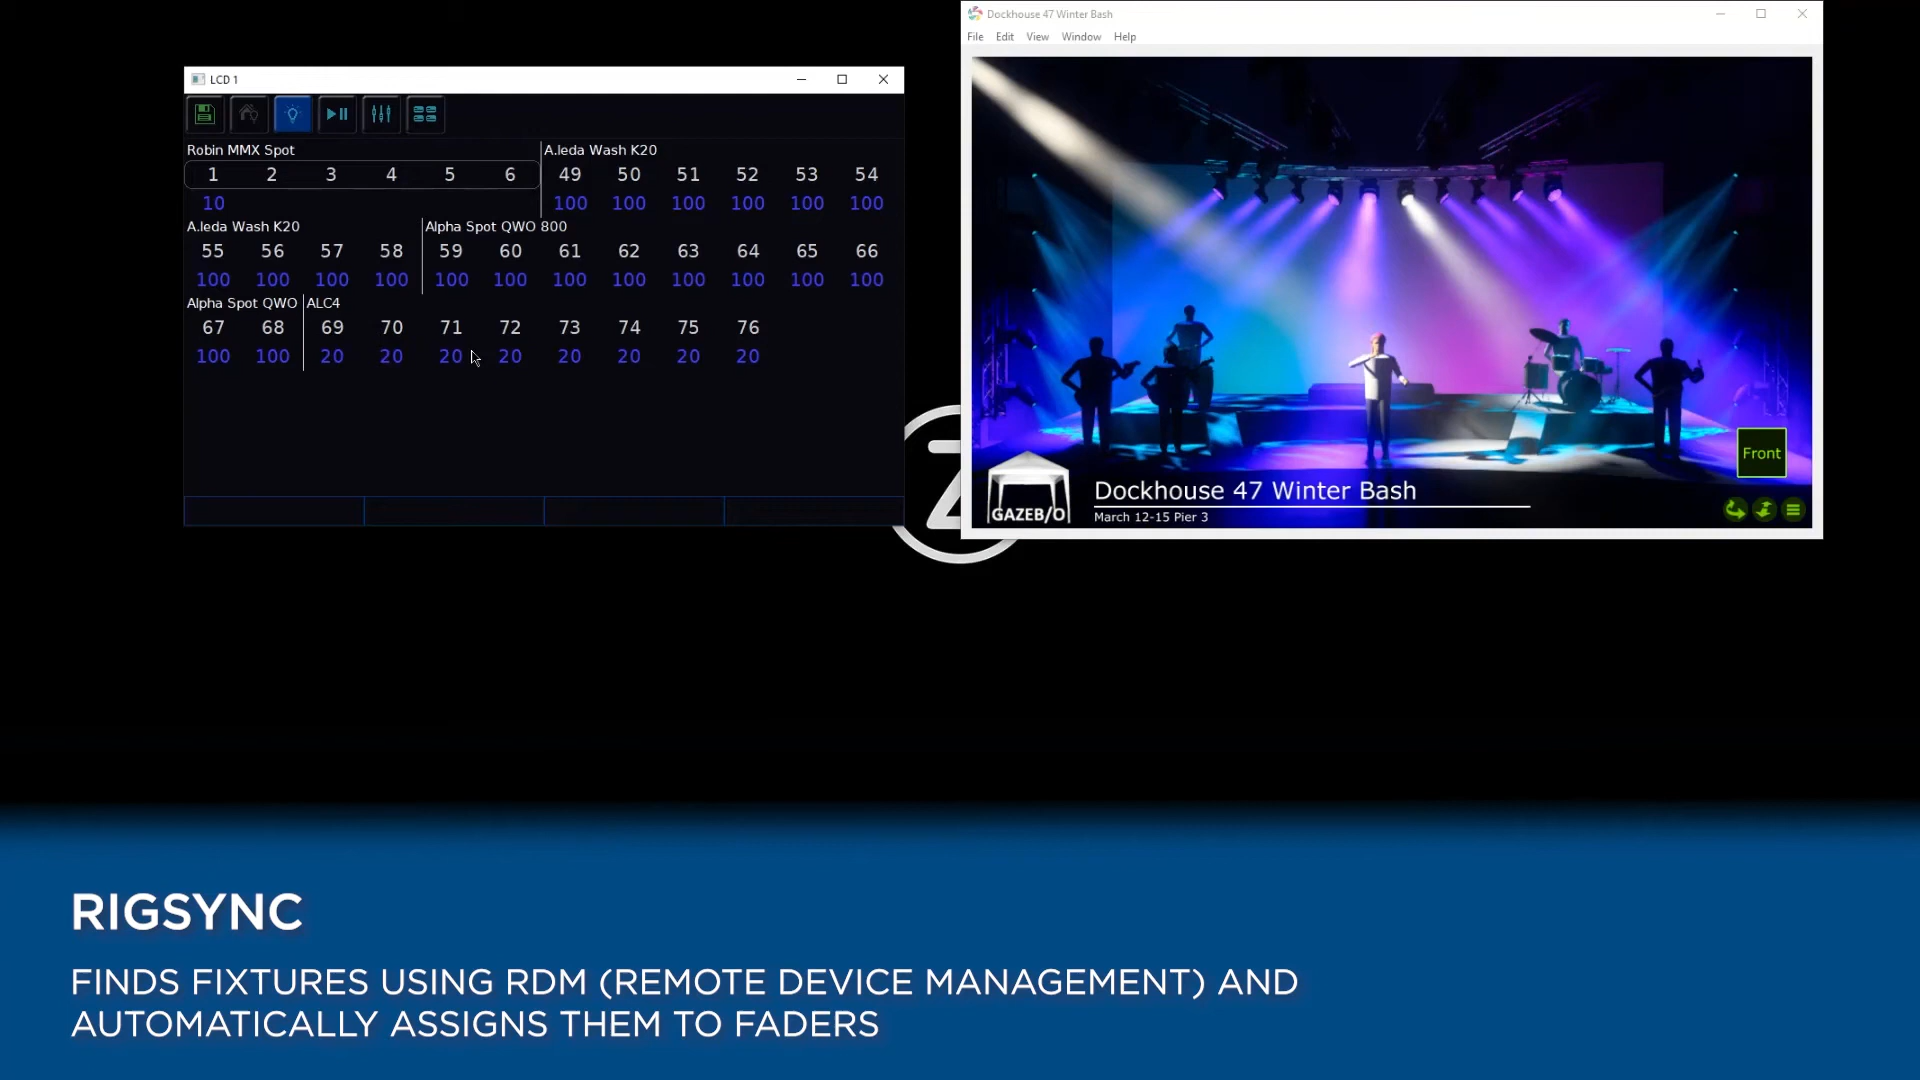 LCD 1
Robin MMX Spot A.leda Wash K20
1 2 3 4 5 6 49 50 51 52 53 54
10 100 100 100 100 100 100
A.leda Wash K20 Alpha Spot QWO 800
55 56 57 58 59 60 61 62 63 64 65 66
100 100 100 100 100 100 100 100 100 100 100 100
Alpha Spot QWO ALC4
67 68 69 70 71 72 73 74 75 76
100 100 20 20 20 20 20 20 20 20
Dockhouse 47 Winter Bash
File Edit View Window Help
Front
GAZEB/O
Dockhouse 47 Winter Bash
March 12-15 Pier 3
RIGSYNC
FINDS FIXTURES USING RDM (REMOTE DEVICE MANAGEMENT) AND
AUTOMATICALLY ASSIGNS THEM TO FADERS